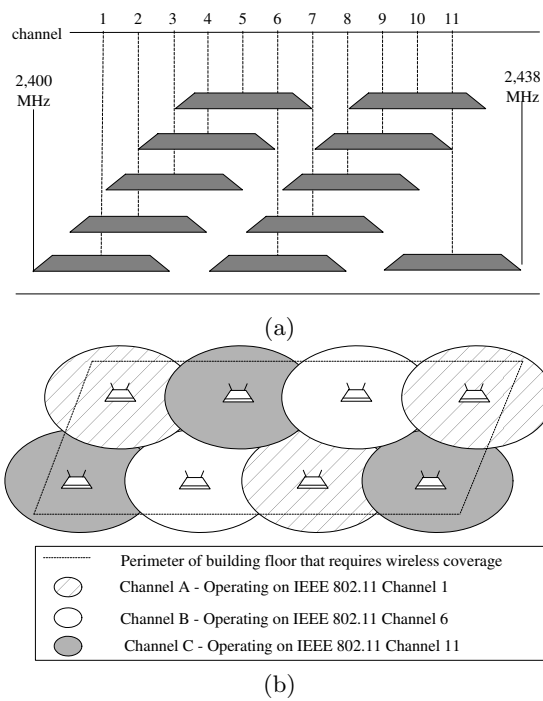 1 2 3 4 5 6 7 8 9 10 11
channel
2,400
MHz
2,438
MHz
(a)
Perimeter of building floor that requires wireless coverage
Channel A - Operating on IEEE 802.11 Channel 1
Channel B - Operating on IEEE 802.11 Channel 6
Channel C - Operating on IEEE 802.11 Channel 11
(b)